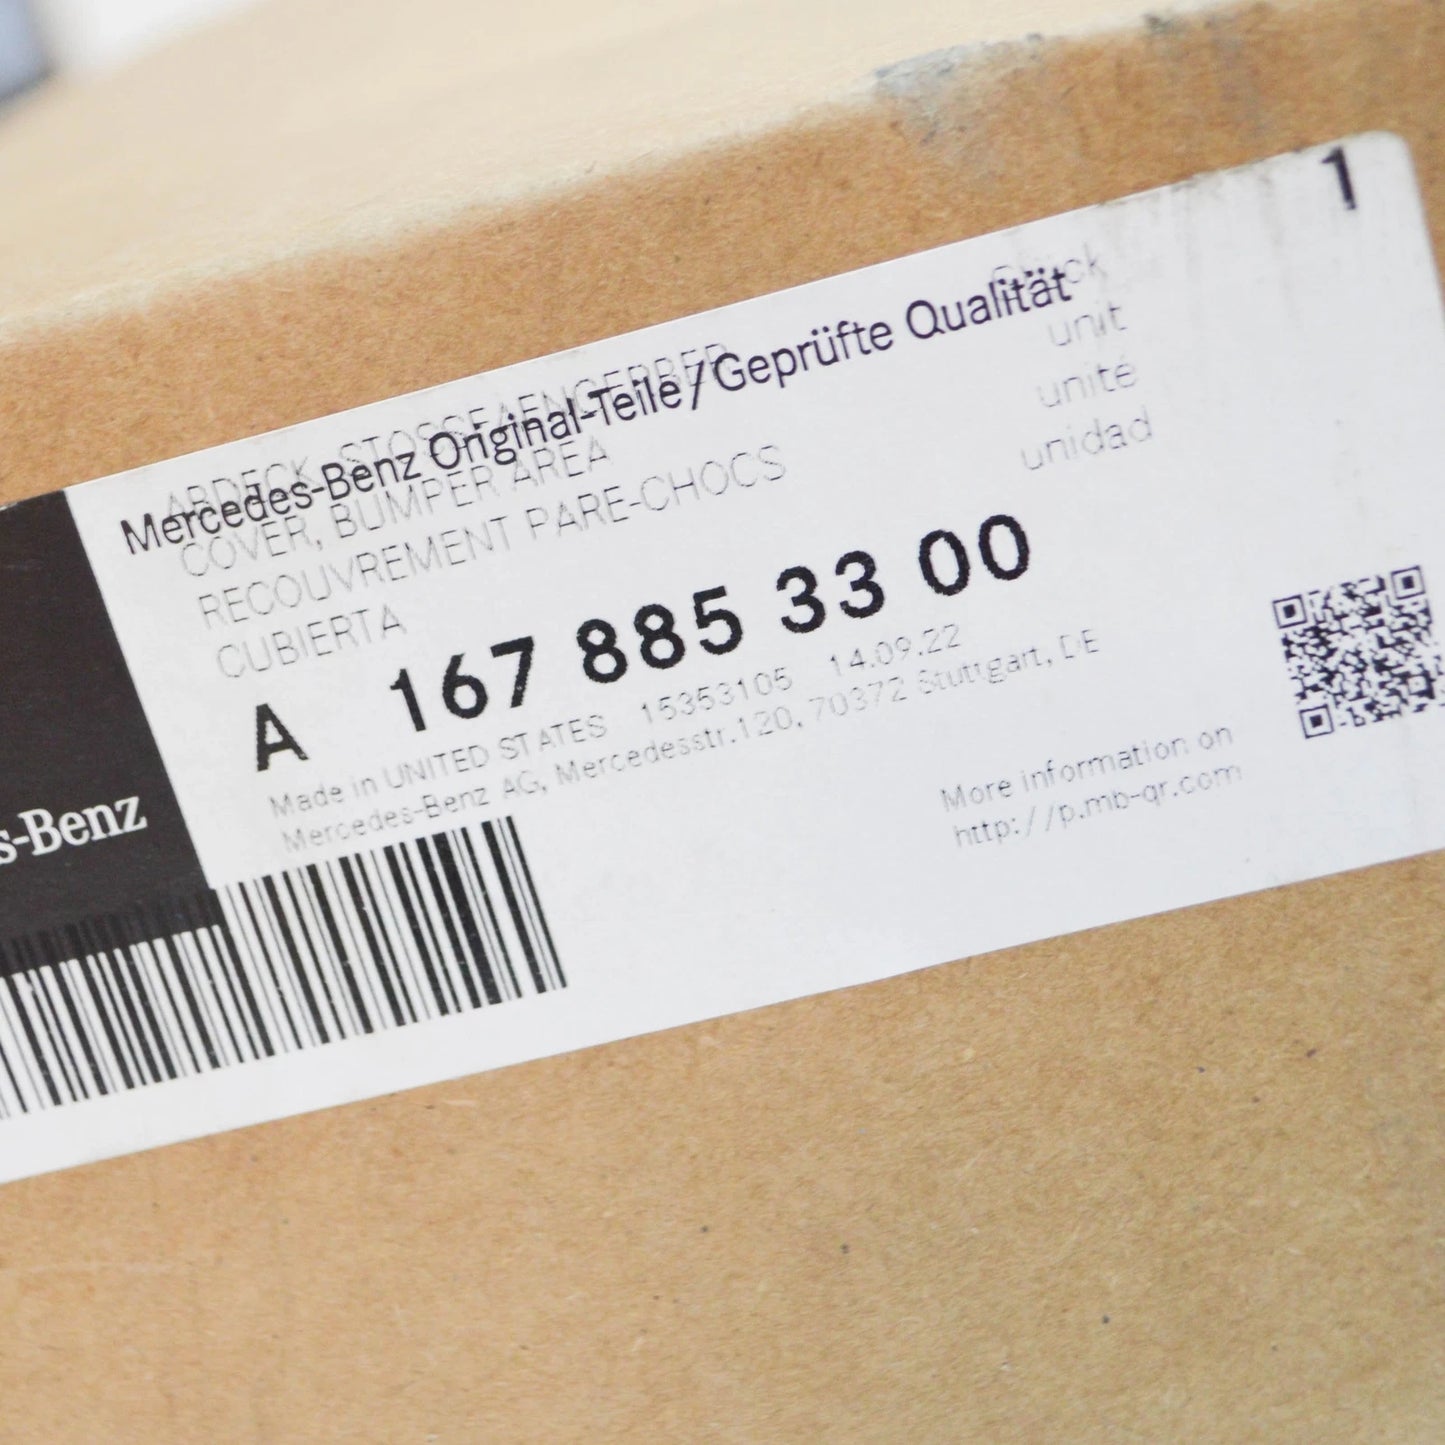 1
Stück
unit
unité
unidad
Mercedes-Benz Original-Teile/Geprüfte Qualität
COVER, BUMPER AREA
RECOUVREMENT PARE-CHOCS
CUBIERTA
A 167 885 33 00
Made in UNITED STATES 15353105 14.09.22
Mercedes-Benz AG, Mercedesstr.120, 70372 Stuttgart, DE
More information on
http://p.mb-qr.com
s-Benz